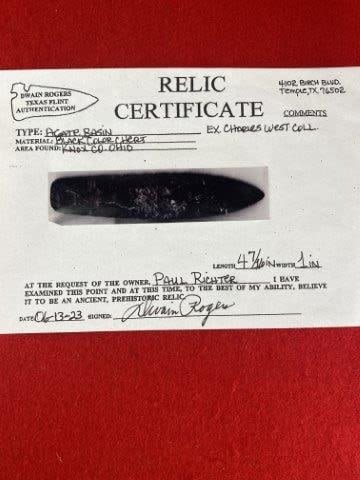 DWAIN ROGERS
TEXAS FLINT
AUTHENTICATION
RELIC
CERTIFICATE
4102 BIRCH BLVD.
TEMPLE, TX 76502
COMMENTS
TYPE: AGATE BASIN
EX. CHARLES WEST COLL.
MATERIAL: BLACK COLOR CHERT
AREA FOUND: KNOX CO. OHIO
LENGTH 4 7/16 IN WIDTH 1 IN
AT THE REQUEST OF THE OWNER, PAUL RICHTER I HAVE
EXAMINED THIS POINT AND AT THIS TIME, TO THE BEST OF MY ABILITY, BELIEVE
IT TO BE AN ANCIENT, PREHISTORIC RELIC.
DATE 06-13-23 SIGNED: Dwain Rogers